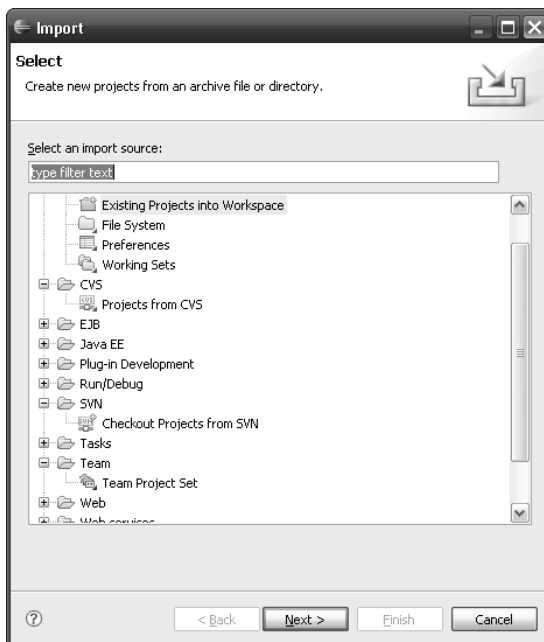 Import
Select
Create new projects from an archive file or directory.
Select an import source:
type filter text
Existing Projects into Workspace
File System
Preferences
Working Sets
CVS
Projects from CVS
EJB
Java EE
Plug-in Development
Run/Debug
SVN
Checkout Projects from SVN
Tasks
Team
Team Project Set
Web
Web services
< Back Next > Finish Cancel